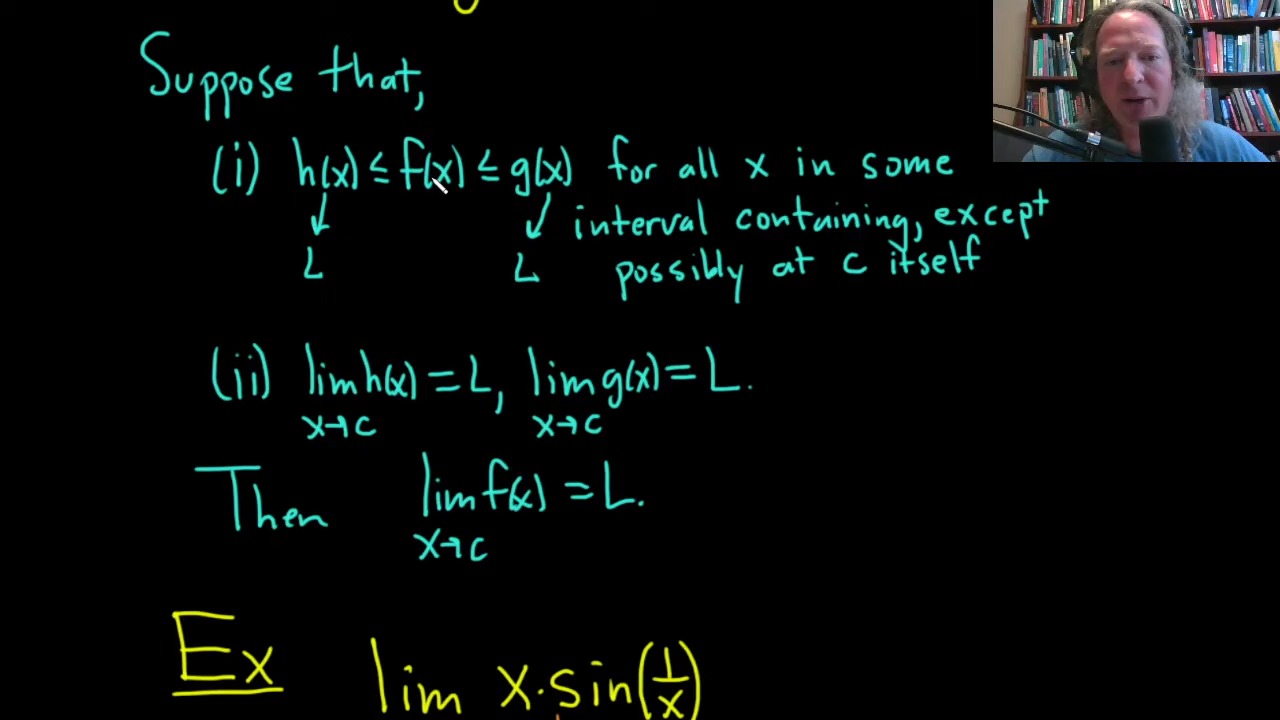 Suppose that,
(i) h(x) ≤ f(x) ≤ g(x) for all x in some
↓ ↓ interval containing, except
L L possibly at c itself
(ii) lim h(x) = L, lim g(x) = L.
x→c x→c
Then lim f(x) = L.
x→c
Ex lim x·sin(1/x)